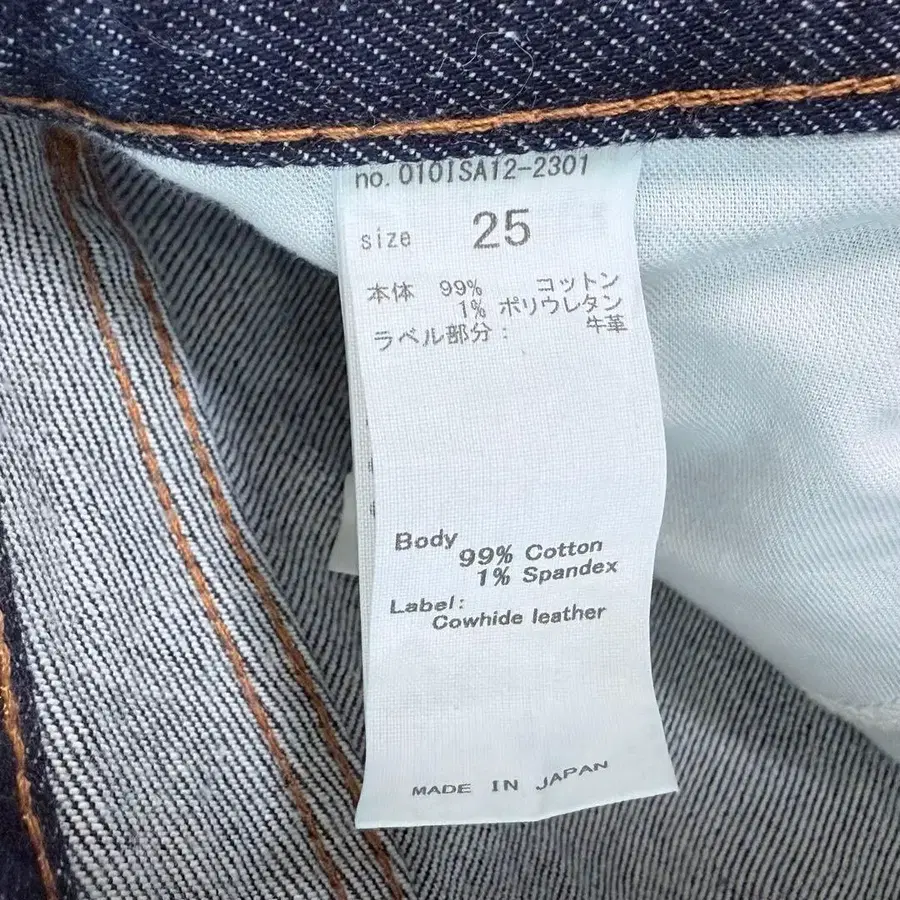 no. 010ISA12-2301
size 25
本体 99% コットン
1% ポリウレタン
ラベル部分: 牛革
Body
99% Cotton
1% Spandex
Label:
Cowhide leather
MADE IN JAPAN